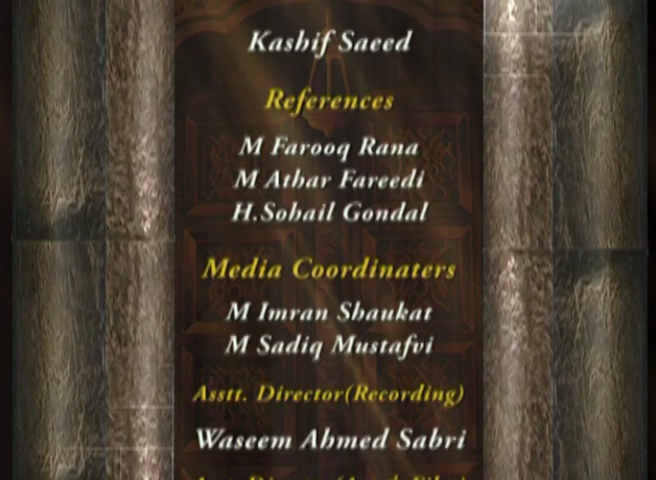 Kashif Saeed
References
M Farooq Rana
M Athar Fareedi
H.Sohail Gondal
Media Coordinaters
M Imran Shaukat
M Sadiq Mustafvi
Asstt. Director(Recording)
Waseem Ahmed Sabri